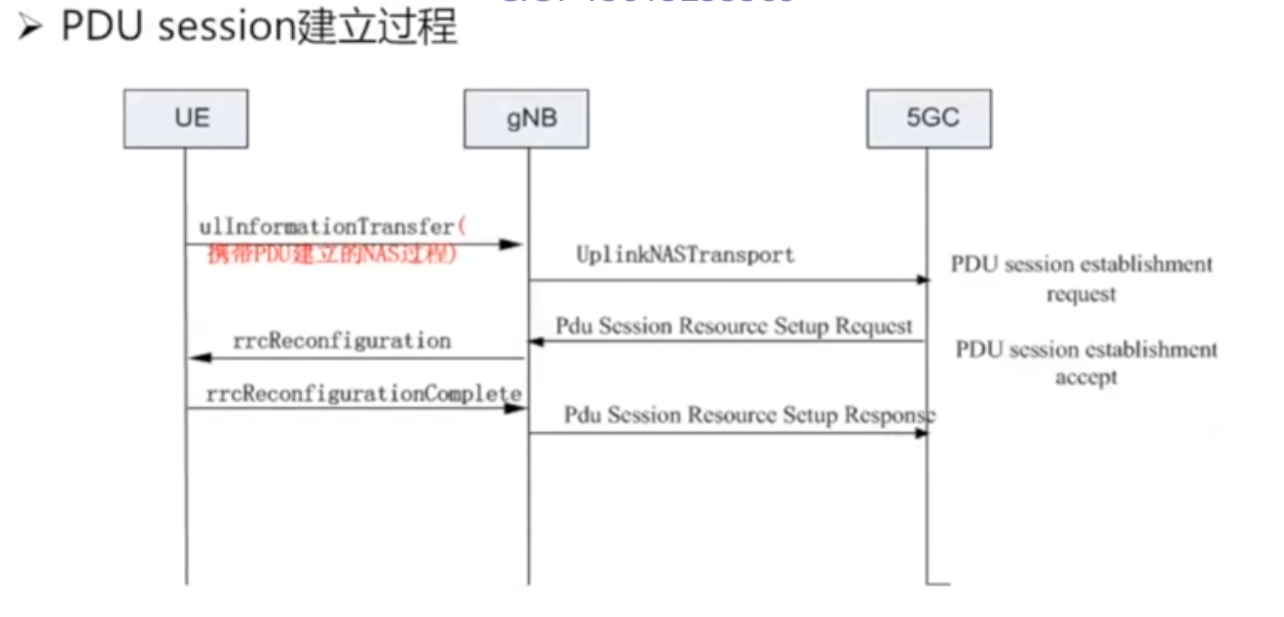 ➢ PDU session建立过程
UE
gNB
5GC
ulInformationTransfer(
携带PDU建立的NAS过程)
UplinkNASTransport
PDU session establishment
request
Pdu Session Resource Setup Request
rrcReconfiguration
PDU session establishment
accept
rrcReconfigurationComplete
Pdu Session Resource Setup Response